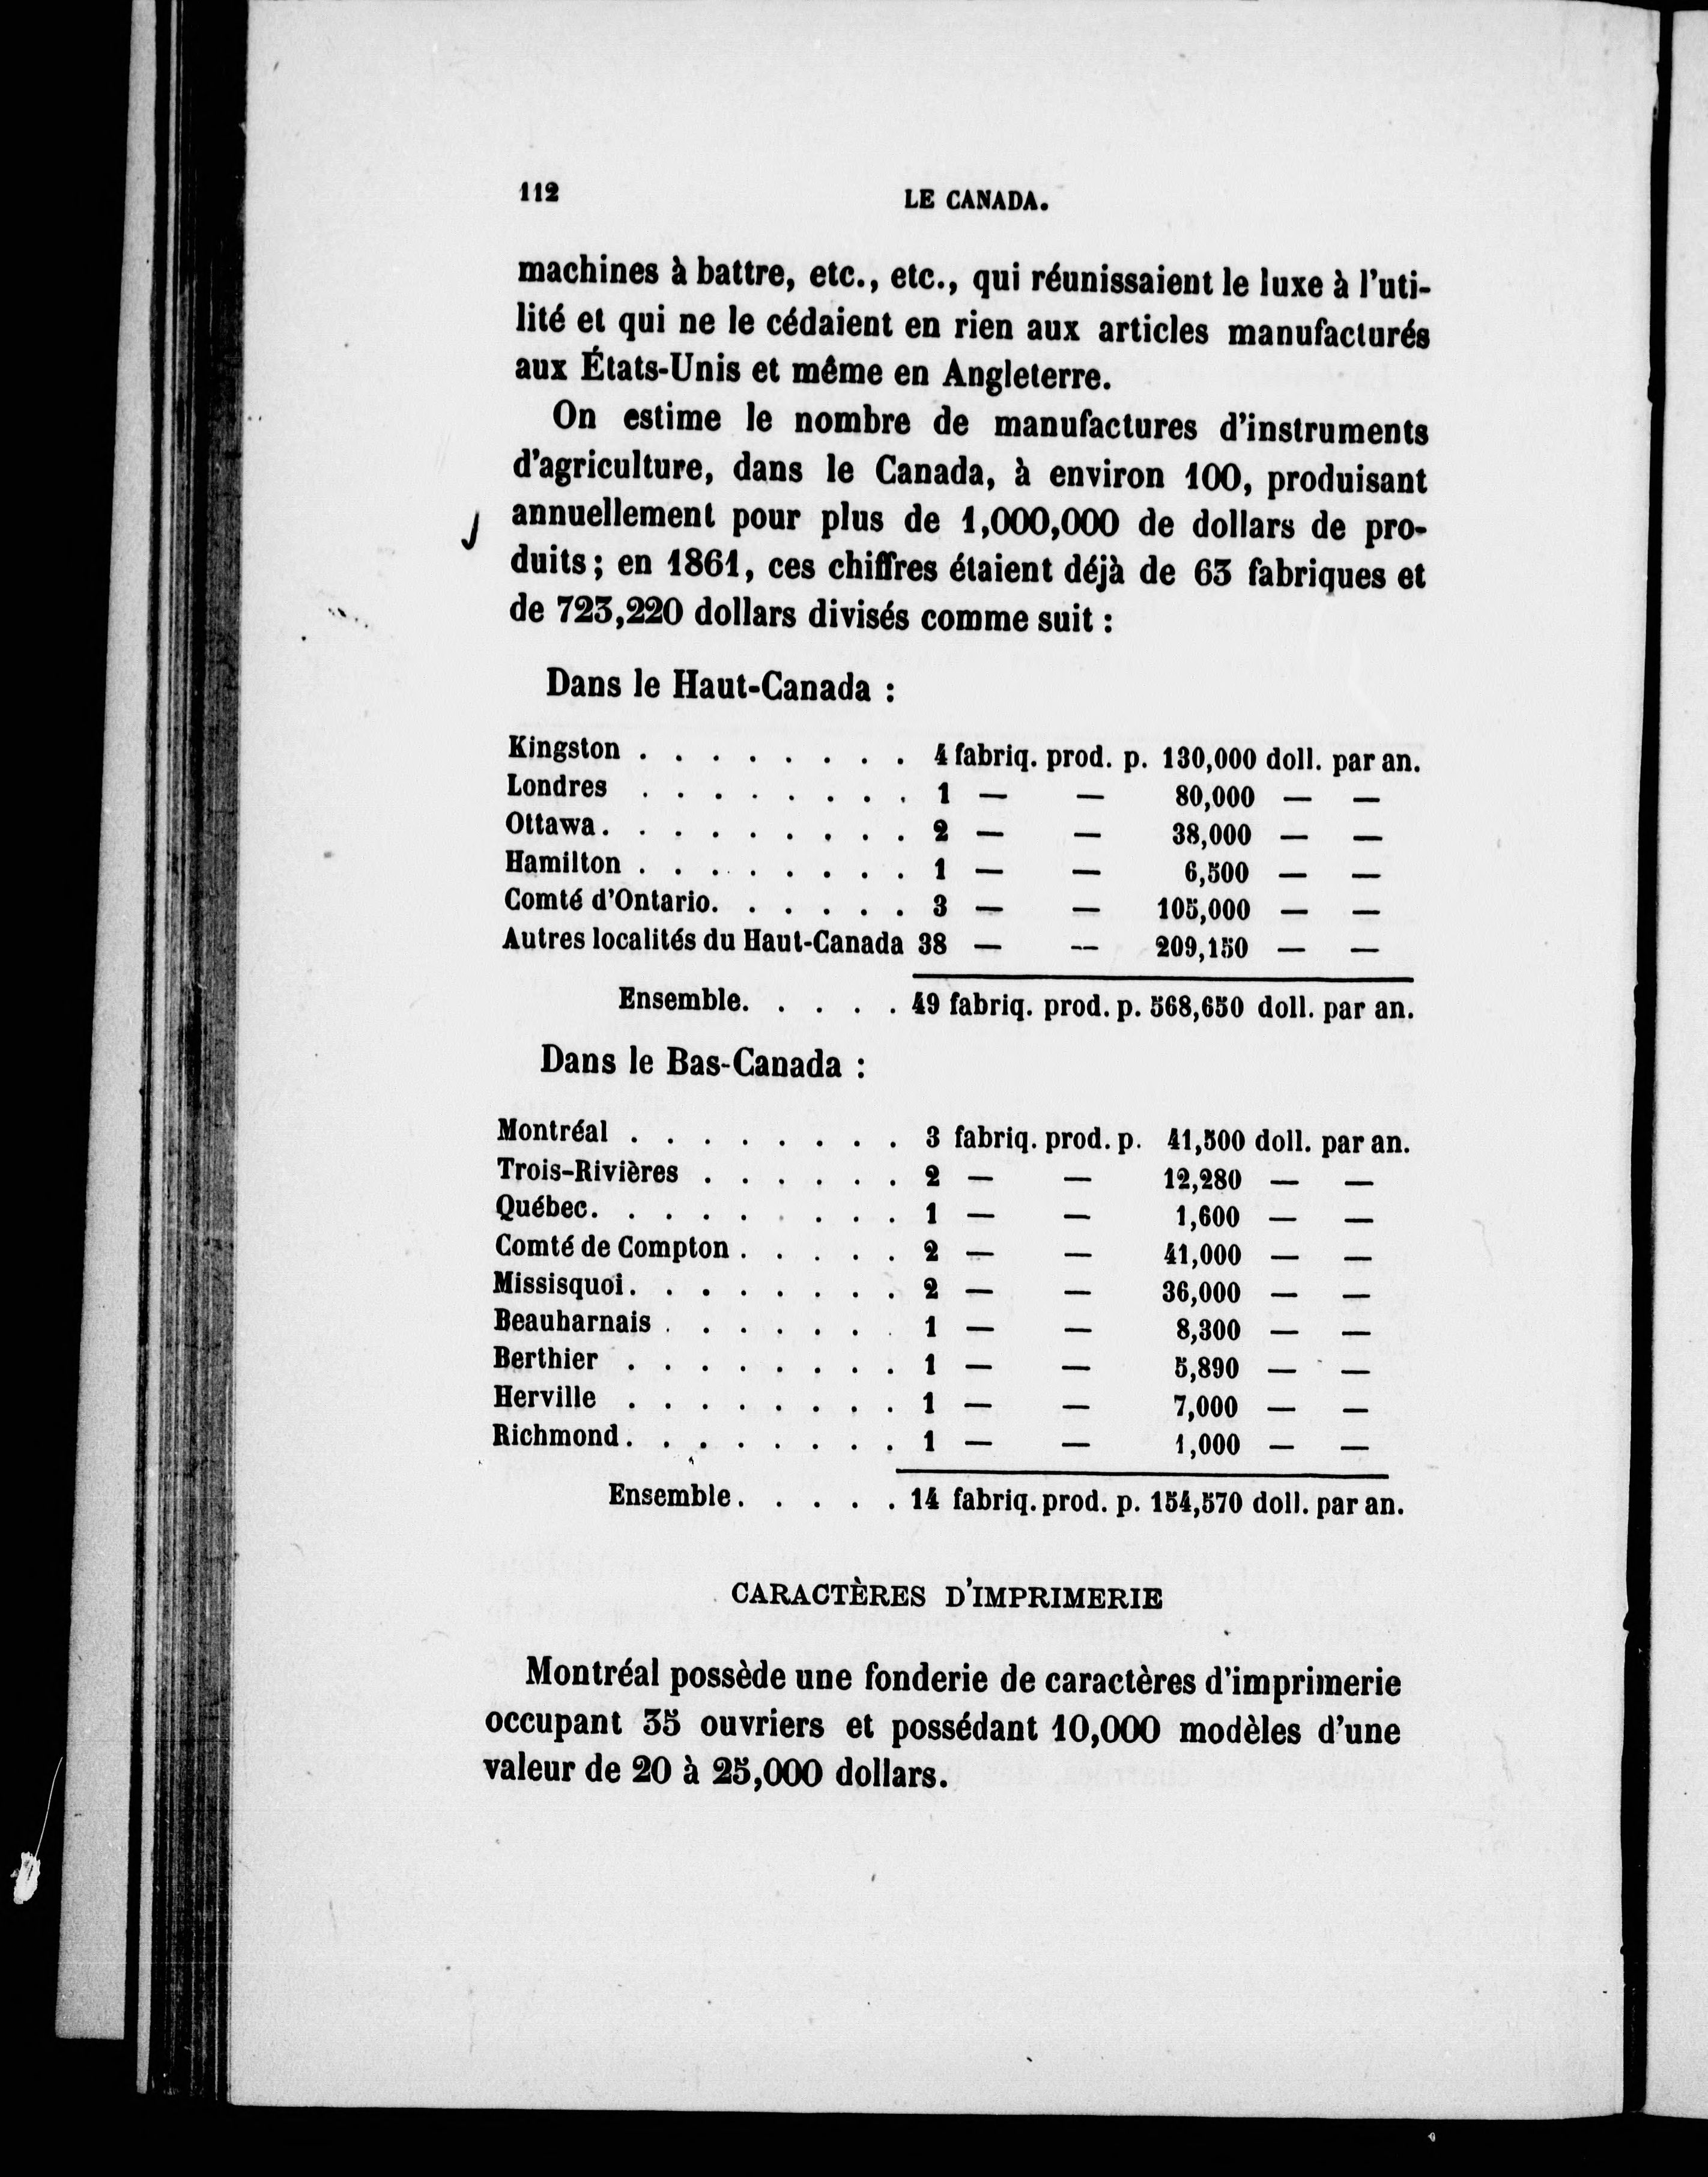 112
LE CANADA.
machines à battre, etc., etc., qui réunissaient le luxe à l'uti-
lité et qui ne le cédaient en rien aux articles manufacturés
aux États-Unis et même en Angleterre.
On estime le nombre de manufactures d'instruments
d'agriculture, dans le Canada, à environ 100, produisant
annuellement pour plus de 1,000,000 de dollars de pro-
duits; en 1861, ces chiffres étaient déjà de 63 fabriques et
de 723,220 dollars divisés comme suit :
Dans le Haut-Canada :
Kingston . . . . . . . . 4 fabriq. prod. p. 130,000 doll. par an.
Londres . . . . . . . . 1 — — 80,000 — —
Ottawa. . . . . . . . . 2 — — 38,000 — —
Hamilton . . . . . . . . 1 — — 6,500 — —
Comté d'Ontario. . . . . . 3 — — 105,000 — —
Autres localités du Haut-Canada 38 — — 209,150 — —
Ensemble. . . . . 49 fabriq. prod. p. 568,650 doll. par an.
Dans le Bas-Canada :
Montréal . . . . . . . . 3 fabriq. prod. p. 41,500 doll. par an.
Trois-Rivières . . . . . . 2 — — 12,280 — —
Québec. . . . . . . . . 1 — — 1,600 — —
Comté de Compton . . . . . 2 — — 41,000 — —
Missisquoi. . . . . . . . 2 — — 36,000 — —
Beauharnais . . . . . . . 1 — — 8,300 — —
Berthier . . . . . . . . 1 — — 5,890 — —
Herville . . . . . . . . 1 — — 7,000 — —
Richmond. . . . . . . . 1 — — 1,000 — —
Ensemble. . . . . 14 fabriq. prod. p. 154,570 doll. par an.
CARACTÈRES D'IMPRIMERIE
Montréal possède une fonderie de caractères d'imprimerie
occupant 35 ouvriers et possédant 10,000 modèles d'une
valeur de 20 à 25,000 dollars.